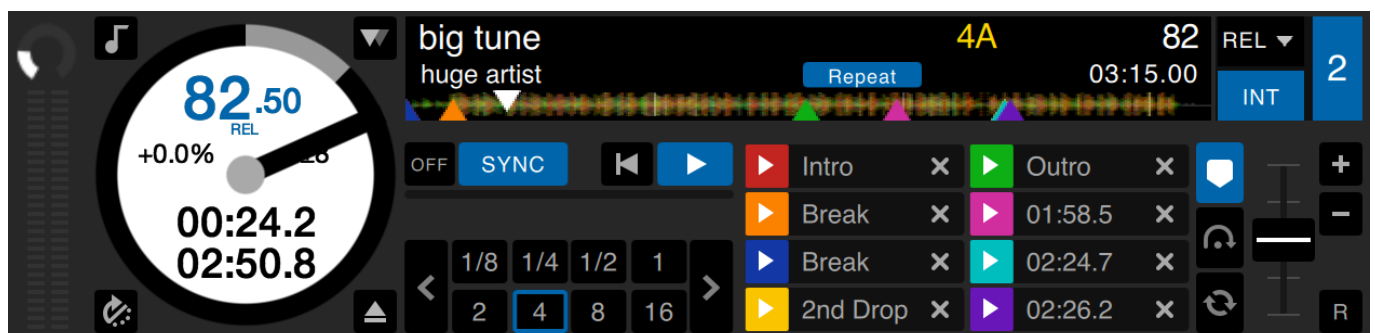 big tune 4A 82 REL
huge artist Repeat 03:15.00
INT
2
82.50
REL
+0.0%
00:24.2
02:50.8
OFF SYNC
1/8 1/4 1/2 1
2 4 8 16
Intro
Outro
Break
01:58.5
Break
02:24.7
2nd Drop
02:26.2
R